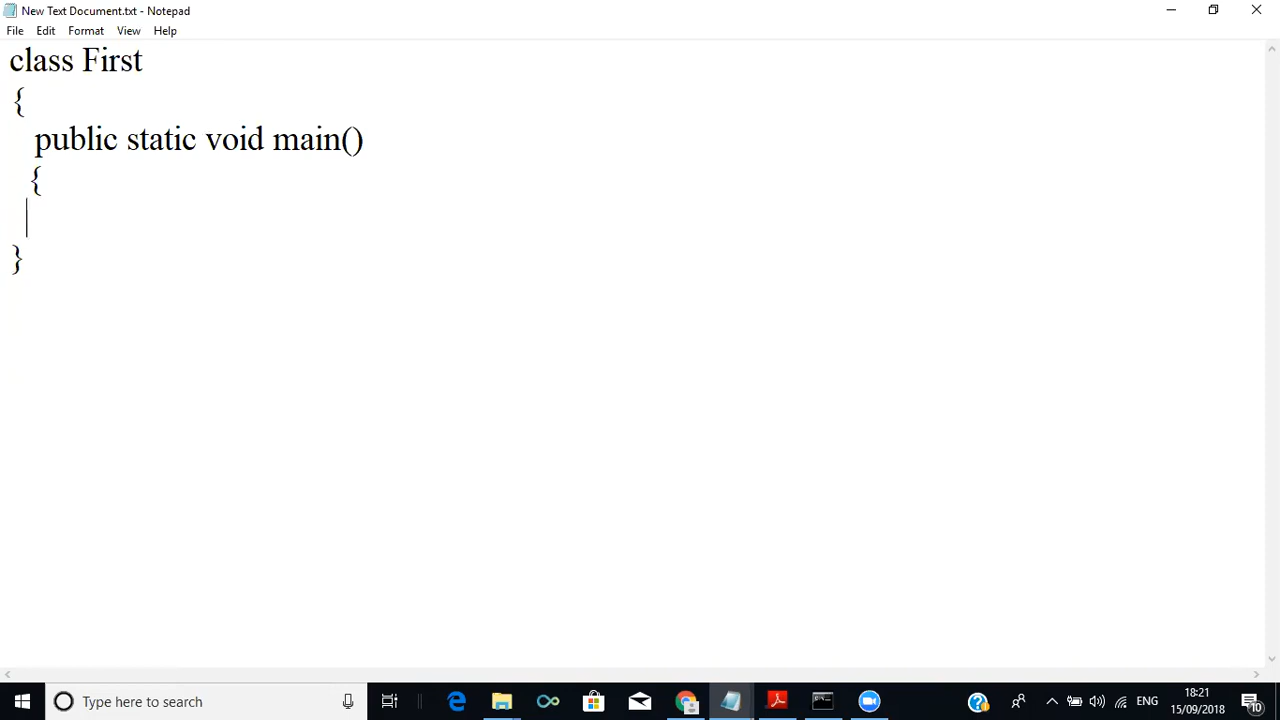 New Text Document.txt - Notepad
File Edit Format View Help
class First
{
public static void main()
{
}
Type here to search
ENG
18:21
15/09/2018
10